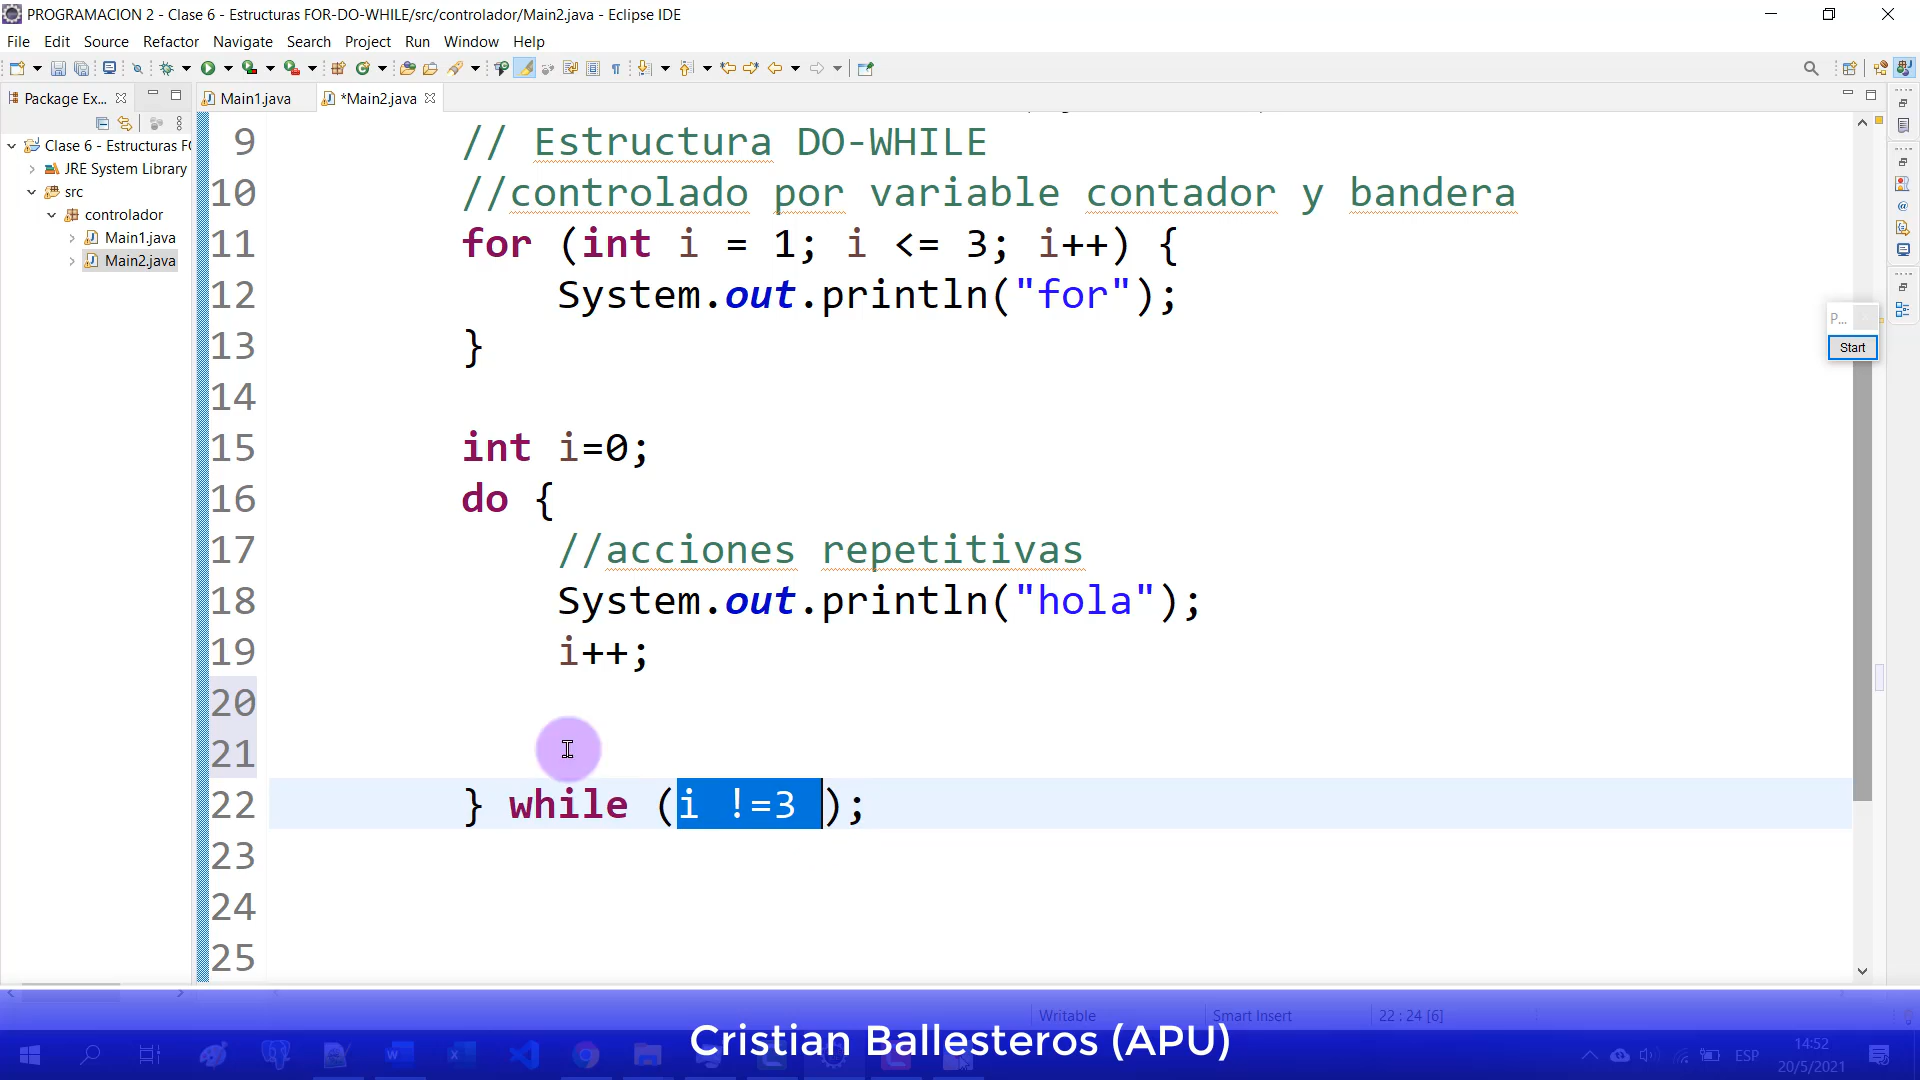 PROGRAMACION 2 - Clase 6 - Estructuras FOR-DO-WHILE/src/controlador/Main2.java - Eclipse IDE
File Edit Source Refactor Navigate Search Project Run Window Help
Package Ex...
Main1.java
*Main2.java
Clase 6 - Estructuras FO
JRE System Library
src
controlador
Main1.java
Main2.java
9 // Estructura DO-WHILE
10 //controlado por variable contador y bandera
11 for (int i = 1; i <= 3; i++) {
12 System.out.println("for");
13 }
14
15 int i=0;
16 do {
17 //acciones repetitivas
18 System.out.println("hola");
19 i++;
20
21
22 } while (i !=3 );
23
24
25
P...
Start
Writable Smart Insert 22 : 24 [6]
Cristian Ballesteros (APU)
ESP
14:52
20/5/2021